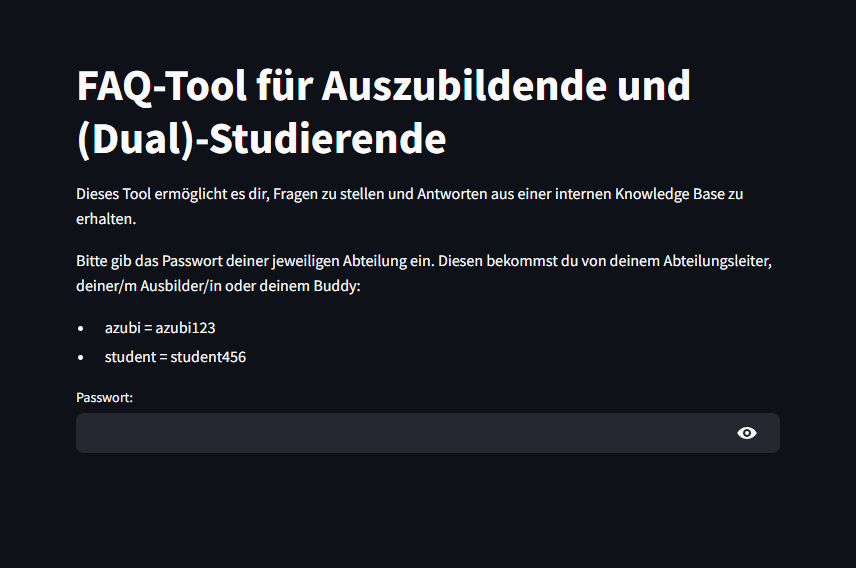 FAQ-Tool für Auszubildende und
(Dual)-Studierende
Dieses Tool ermöglicht es dir, Fragen zu stellen und Antworten aus einer internen Knowledge Base zu
erhalten.
Bitte gib das Passwort deiner jeweiligen Abteilung ein. Diesen bekommst du von deinem Abteilungsleiter,
deiner/m Ausbilder/in oder deinem Buddy:
• azubi = azubi123
• student = student456
Passwort: